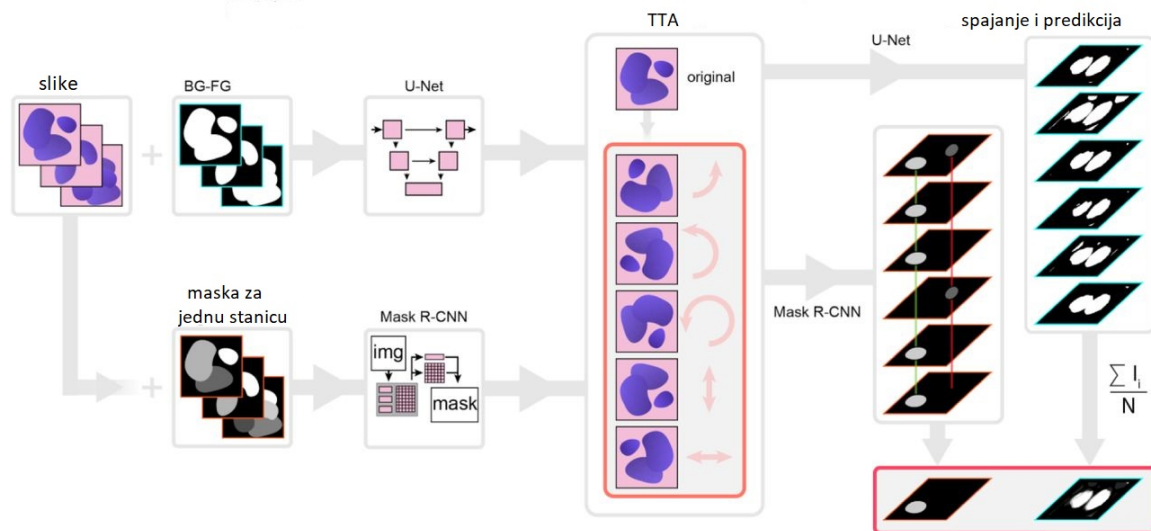 TTA
spajanje i predikcija
U-Net
original
slike
BG-FG
U-Net
maska za
jednu stanicu
Mask R-CNN
img
mask
Mask R-CNN
∑ I_i
N